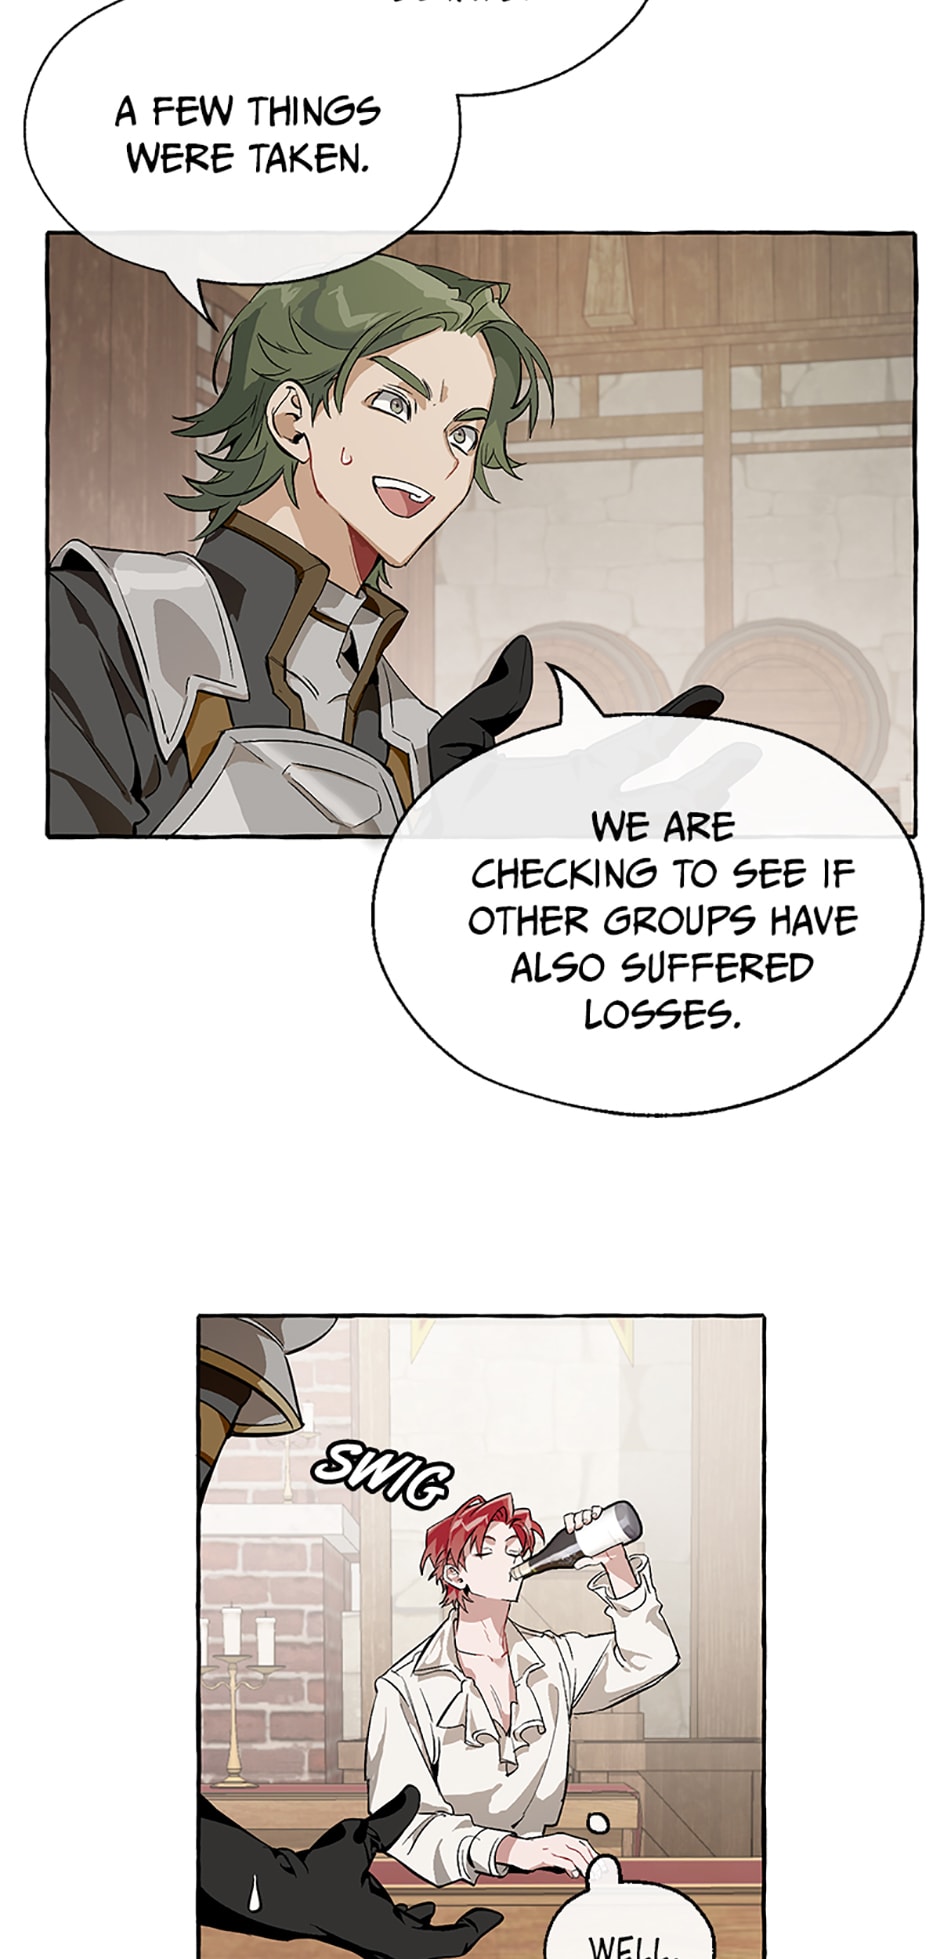 A FEW THINGS
WERE TAKEN.
WE ARE
CHECKING TO SEE IF
OTHER GROUPS HAVE
ALSO SUFFERED
LOSSES.
SWIG
WELL,